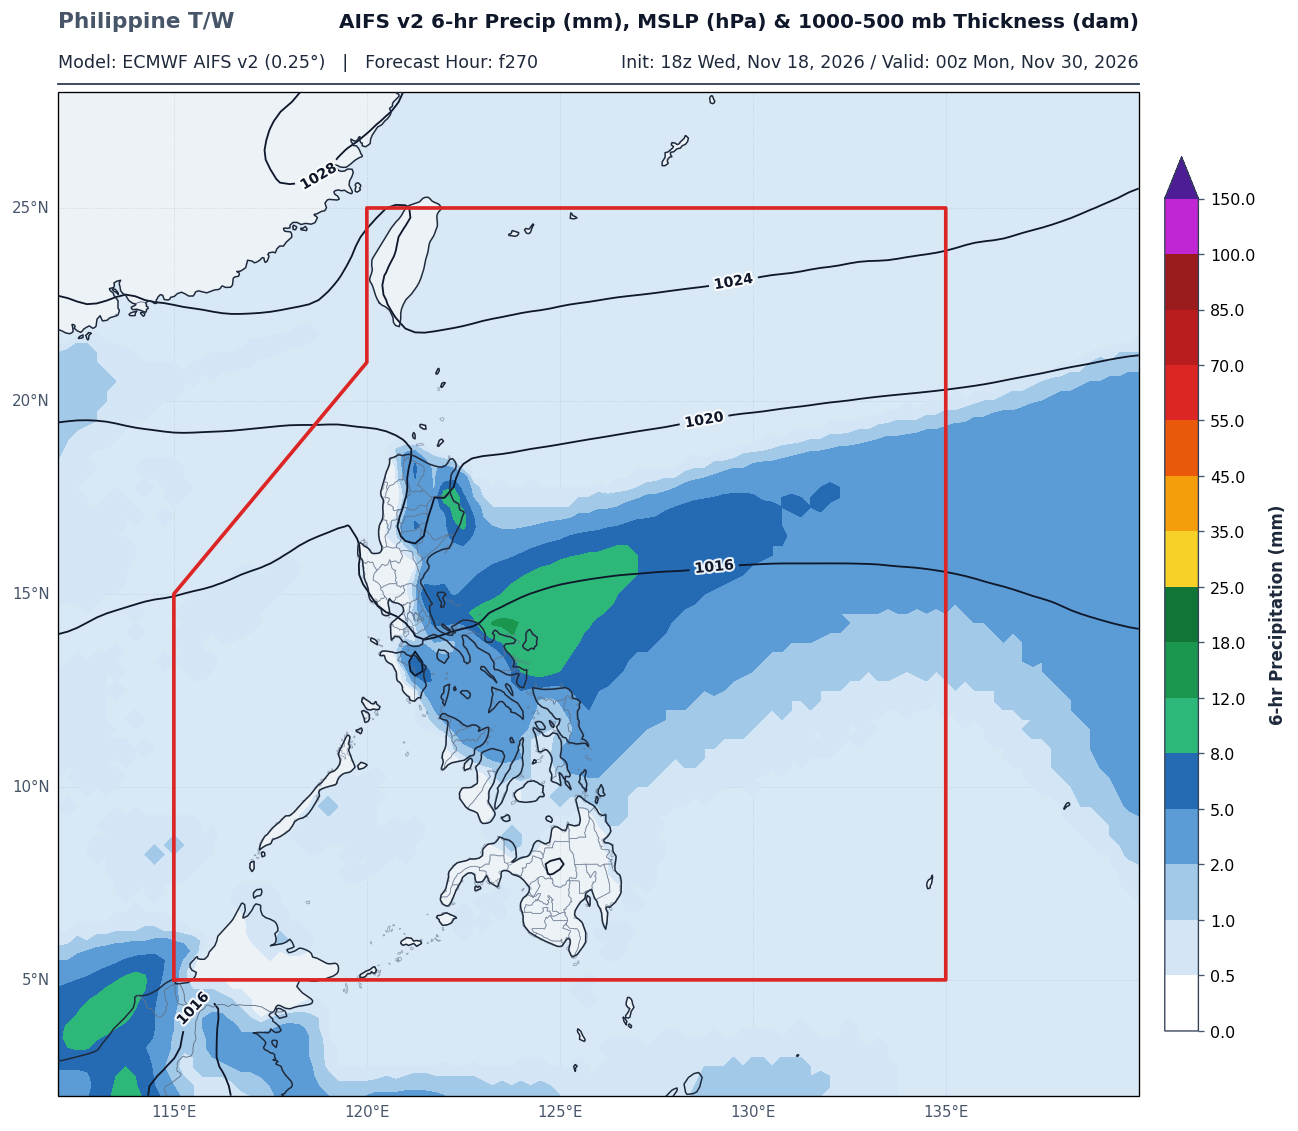 Philippine T/W
AIFS v2 6-hr Precip (mm), MSLP (hPa) & 1000-500 mb Thickness (dam)
Model: ECMWF AIFS v2 (0.25°)   |   Forecast Hour: f270
Init: 18z Wed, Nov 18, 2026 / Valid: 00z Mon, Nov 30, 2026
1028
1024
1020
1016
1016
25°N
20°N
15°N
10°N
5°N
115°E
120°E
125°E
130°E
135°E
150.0
100.0
85.0
70.0
55.0
45.0
35.0
25.0
18.0
12.0
8.0
5.0
2.0
1.0
0.5
0.0
6-hr Precipitation (mm)